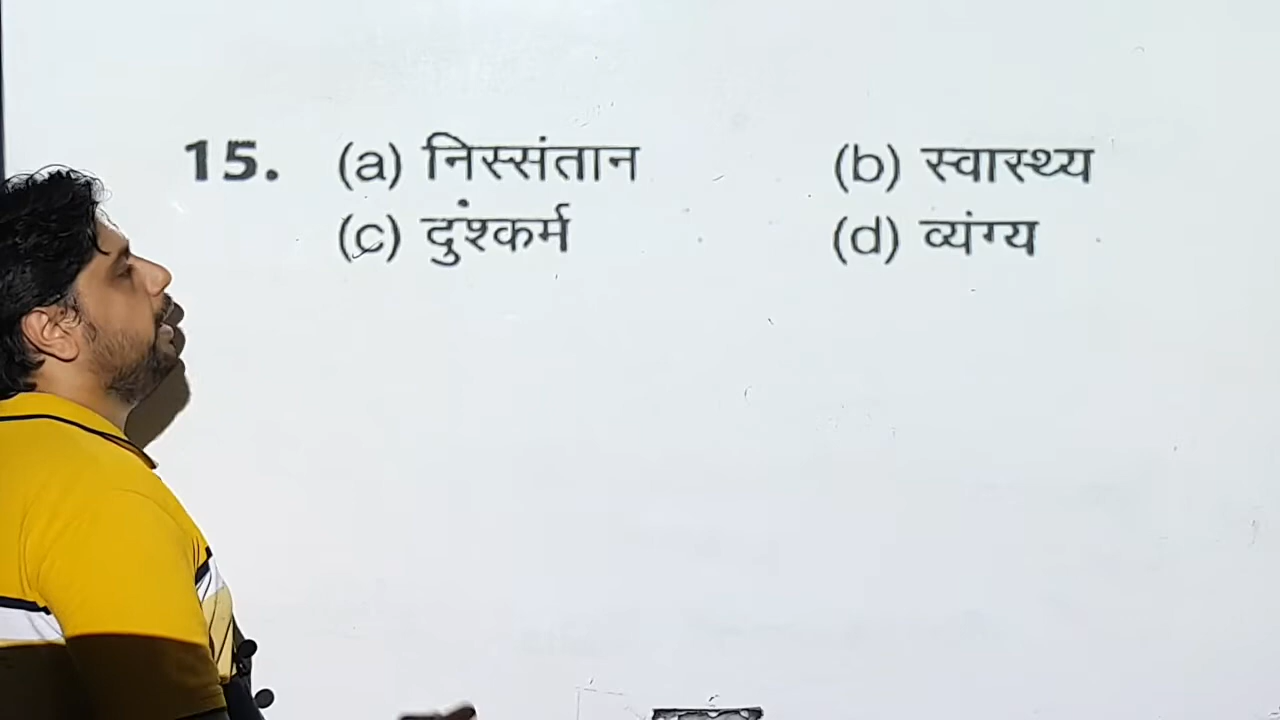 15. (a) निस्संतान (b) स्वास्थ्य
(c) दुंश्कर्म (d) व्यंग्य